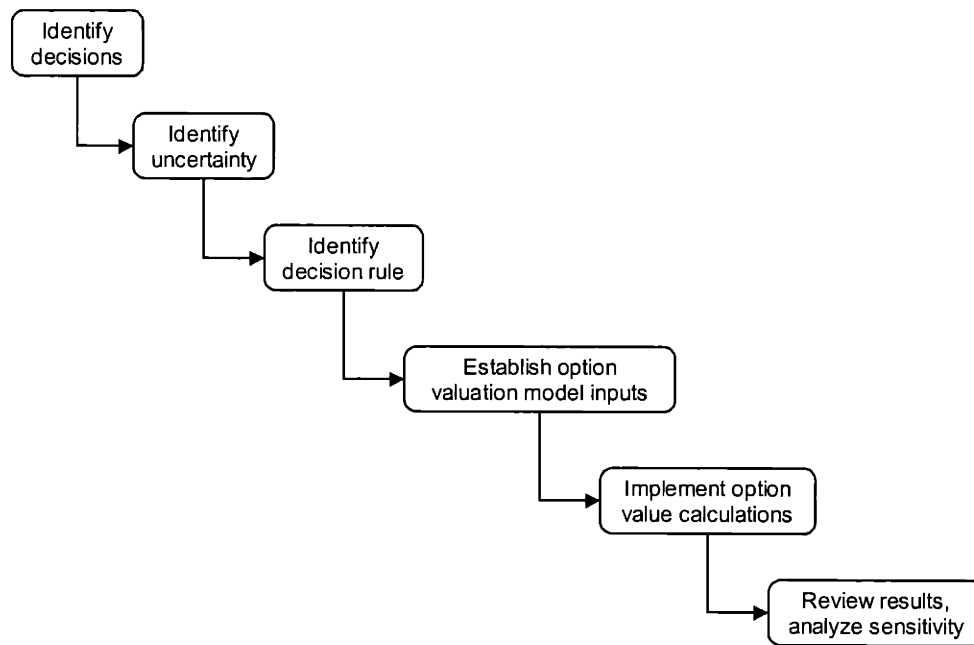 Identify
decisions
Identify
uncertainty
Identify
decision rule
Establish option
valuation model inputs
Implement option
value calculations
Review results,
analyze sensitivity